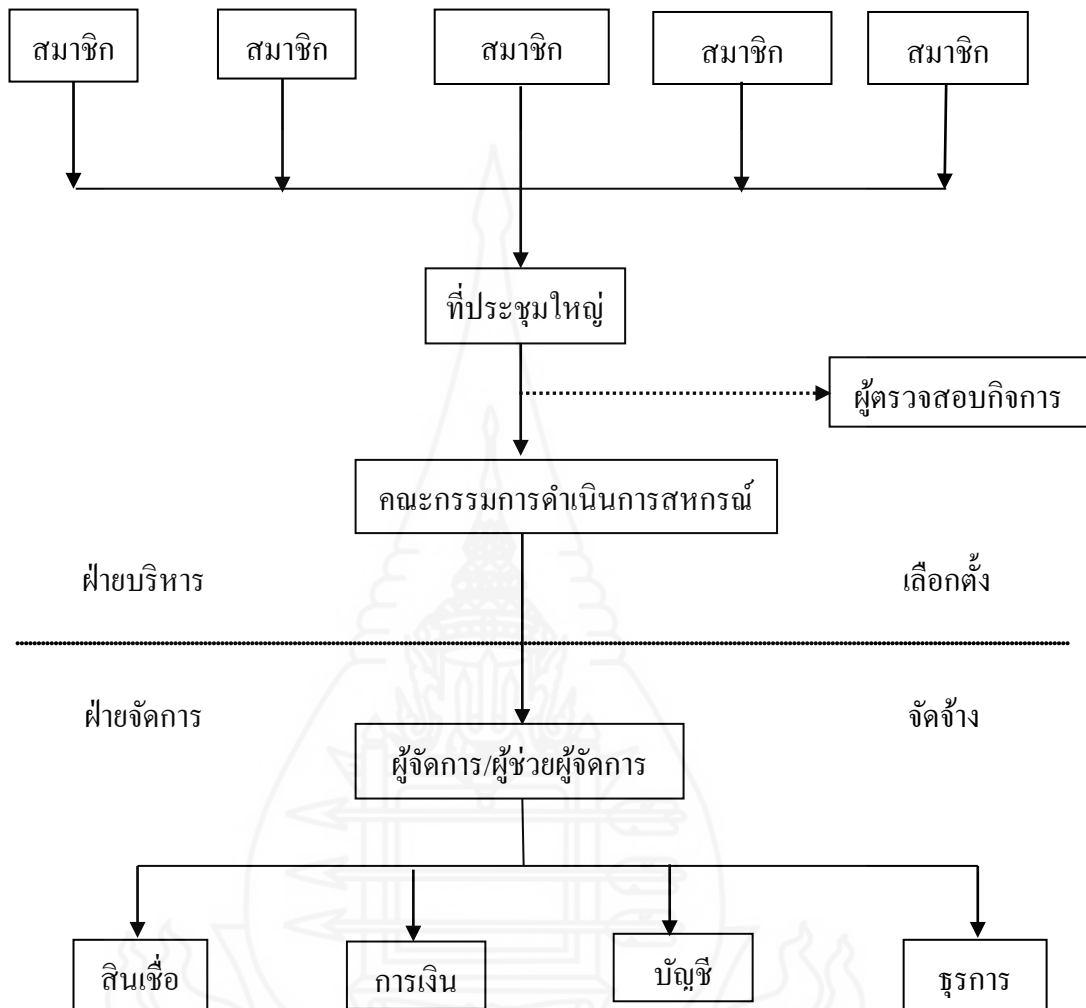 สมาชิก
สมาชิก
สมาชิก
สมาชิก
สมาชิก
ที่ประชุมใหญ่
ผู้ตรวจสอบกิจการ
คณะกรรมการดำเนินการสหกรณ์
ฝ่ายบริหาร
เลือกตั้ง
ฝ่ายจัดการ
จัดจ้าง
ผู้จัดการ/ผู้ช่วยผู้จัดการ
สินเชื่อ
การเงิน
บัญชี
ธุรการ